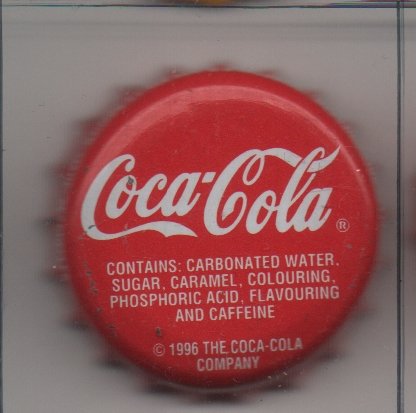 Coca-Cola®
CONTAINS: CARBONATED WATER,
SUGAR, CARAMEL, COLOURING,
PHOSPHORIC ACID, FLAVOURING
AND CAFFEINE
© 1996 THE COCA-COLA
COMPANY